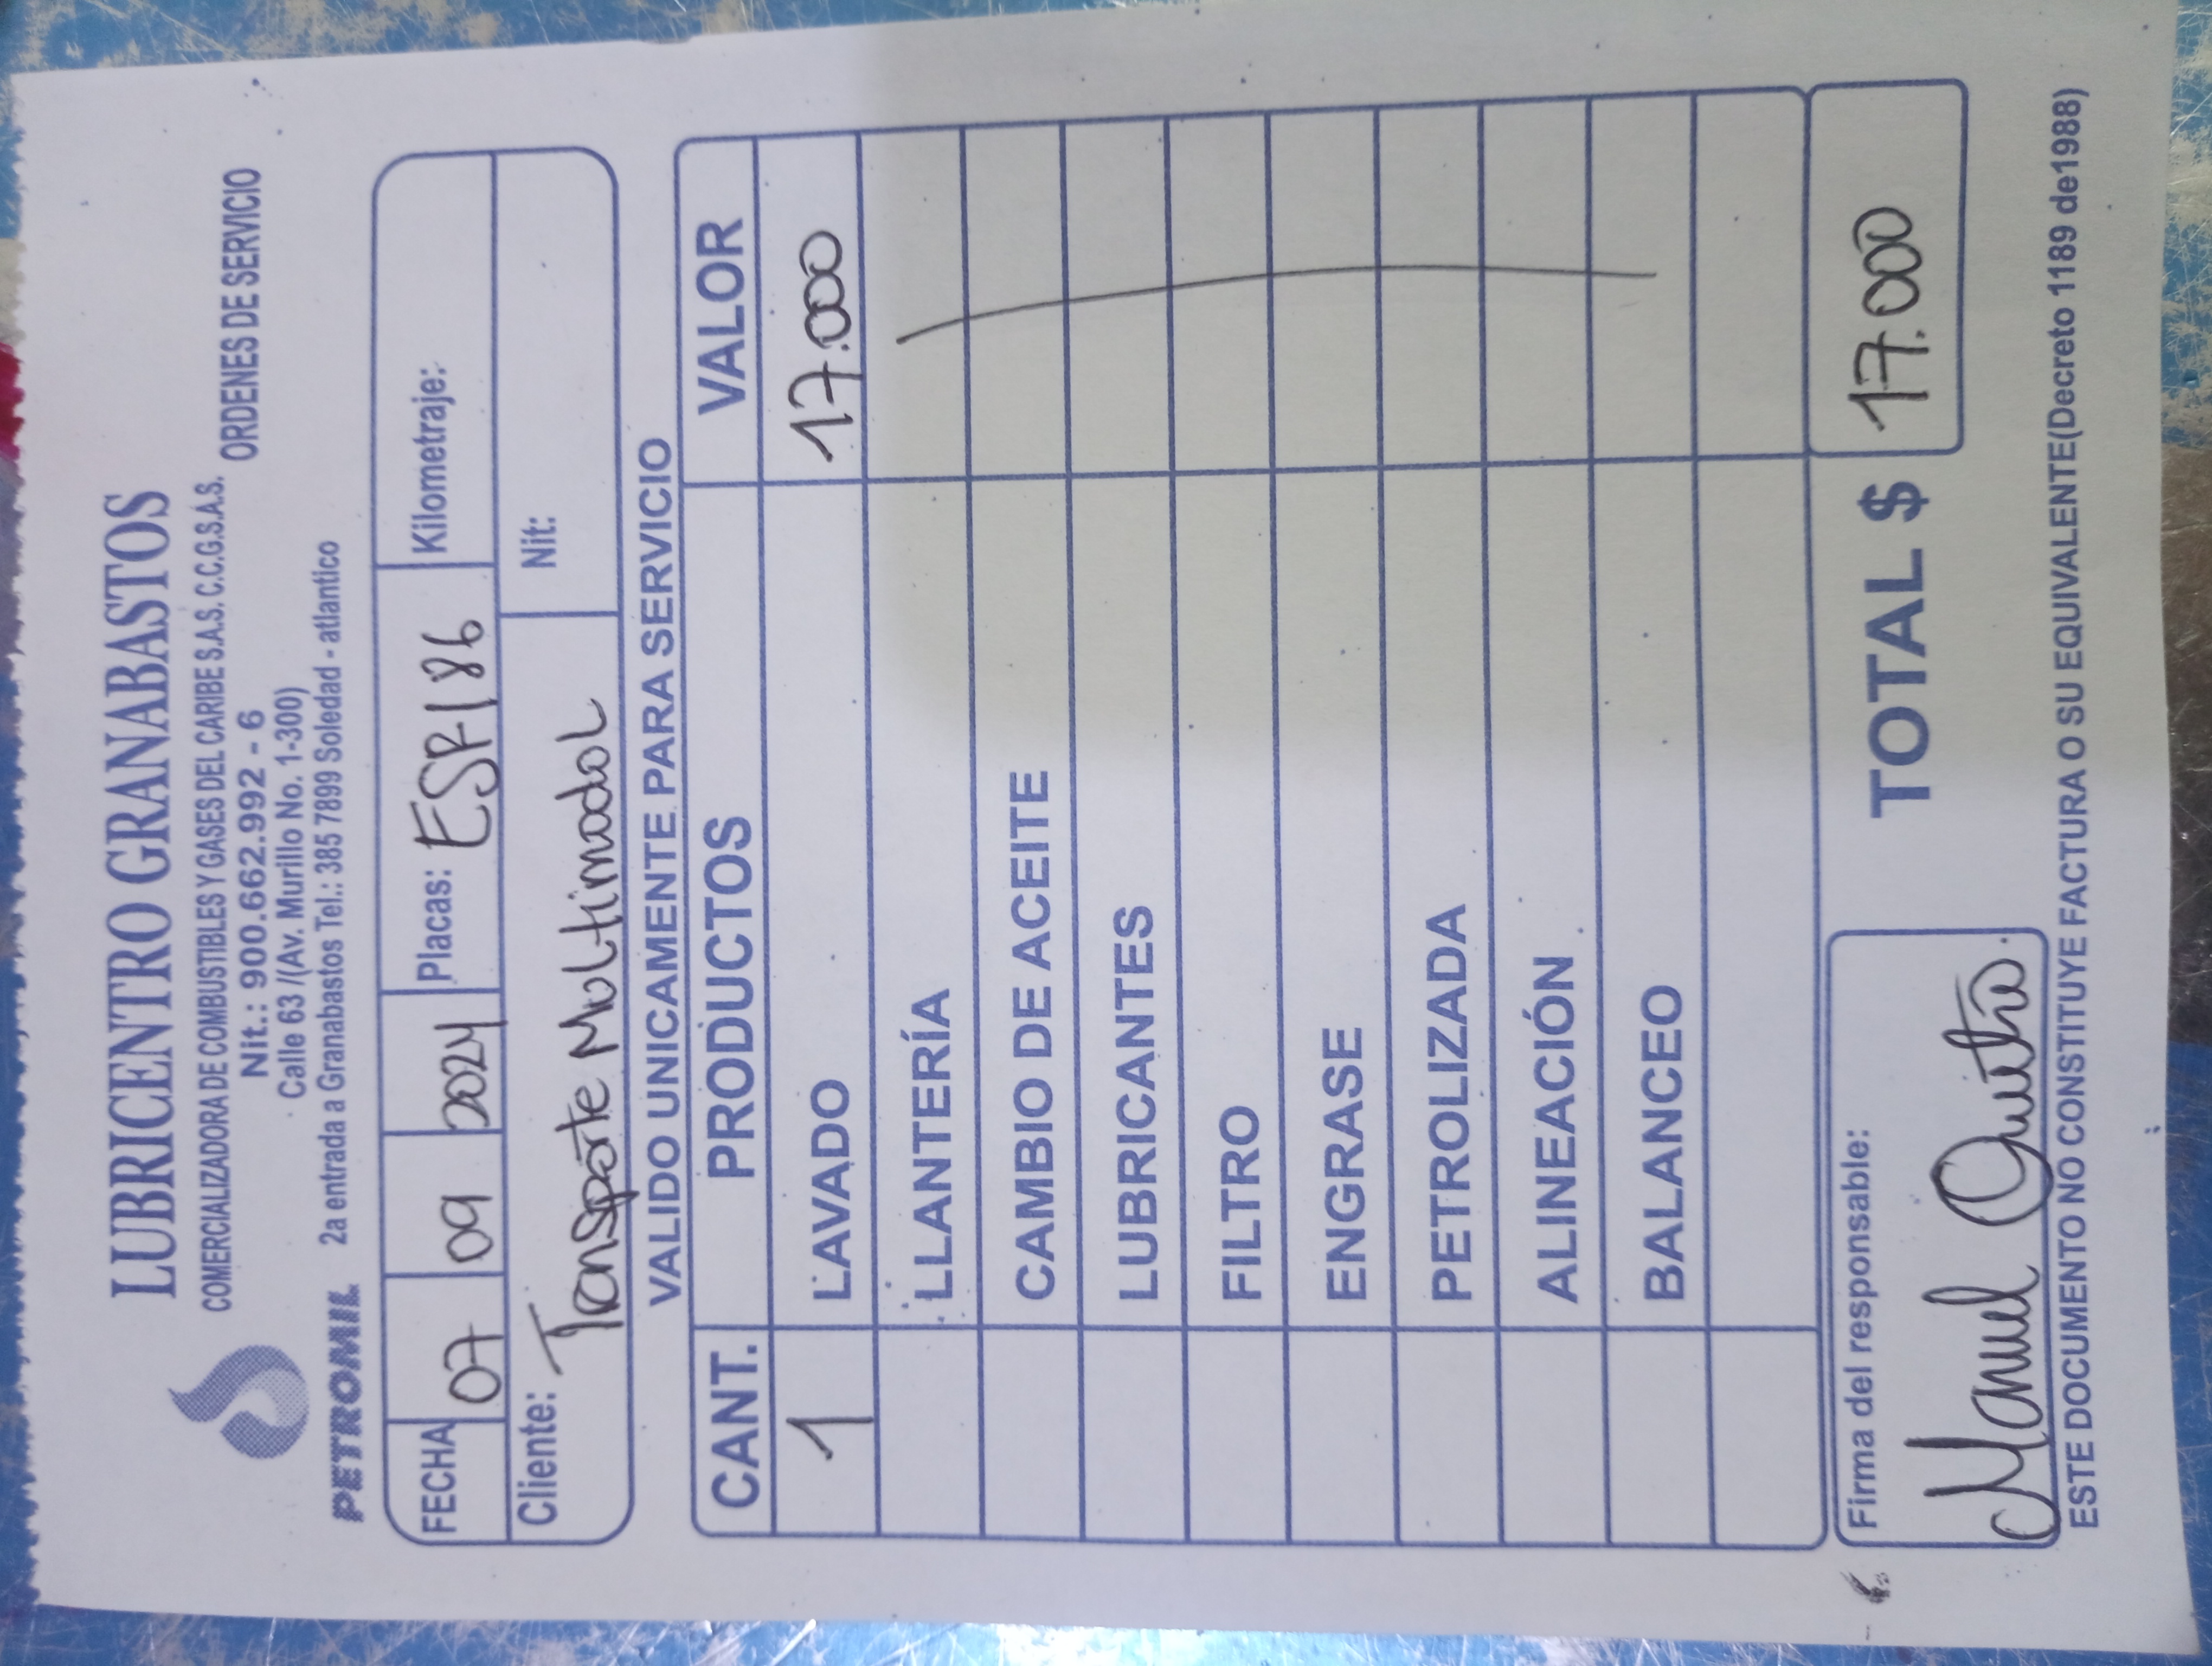 LUBRICENTRO GRANABASTOS
COMERCIALIZADORA DE COMBUSTIBLES Y GASES DEL CARIBE S.A.S. C.C.G.S.A.S.
Nit.: 900.662.992 - 6
ORDENES DE SERVICIO
Calle 63 /(Av. Murillo No. 1-300)
PETROMIL 2a entrada a Granabastos Tel.: 385 7899 Soledad - atlantico
FECHA 07 09 2024 Placas: ESR186 Kilometraje:
Cliente: Transporte Multimodal Nit:
VALIDO UNICAMENTE PARA SERVICIO
CANT. PRODUCTOS VALOR
1 LAVADO 17.000
LLANTERÍA
CAMBIO DE ACEITE
LUBRICANTES
FILTRO
ENGRASE
PETROLIZADA
ALINEACIÓN
BALANCEO
Firma del responsable: TOTAL $ 17.000
Manuel
ESTE DOCUMENTO NO CONSTITUYE FACTURA O SU EQUIVALENTE(Decreto 1189 de1988)